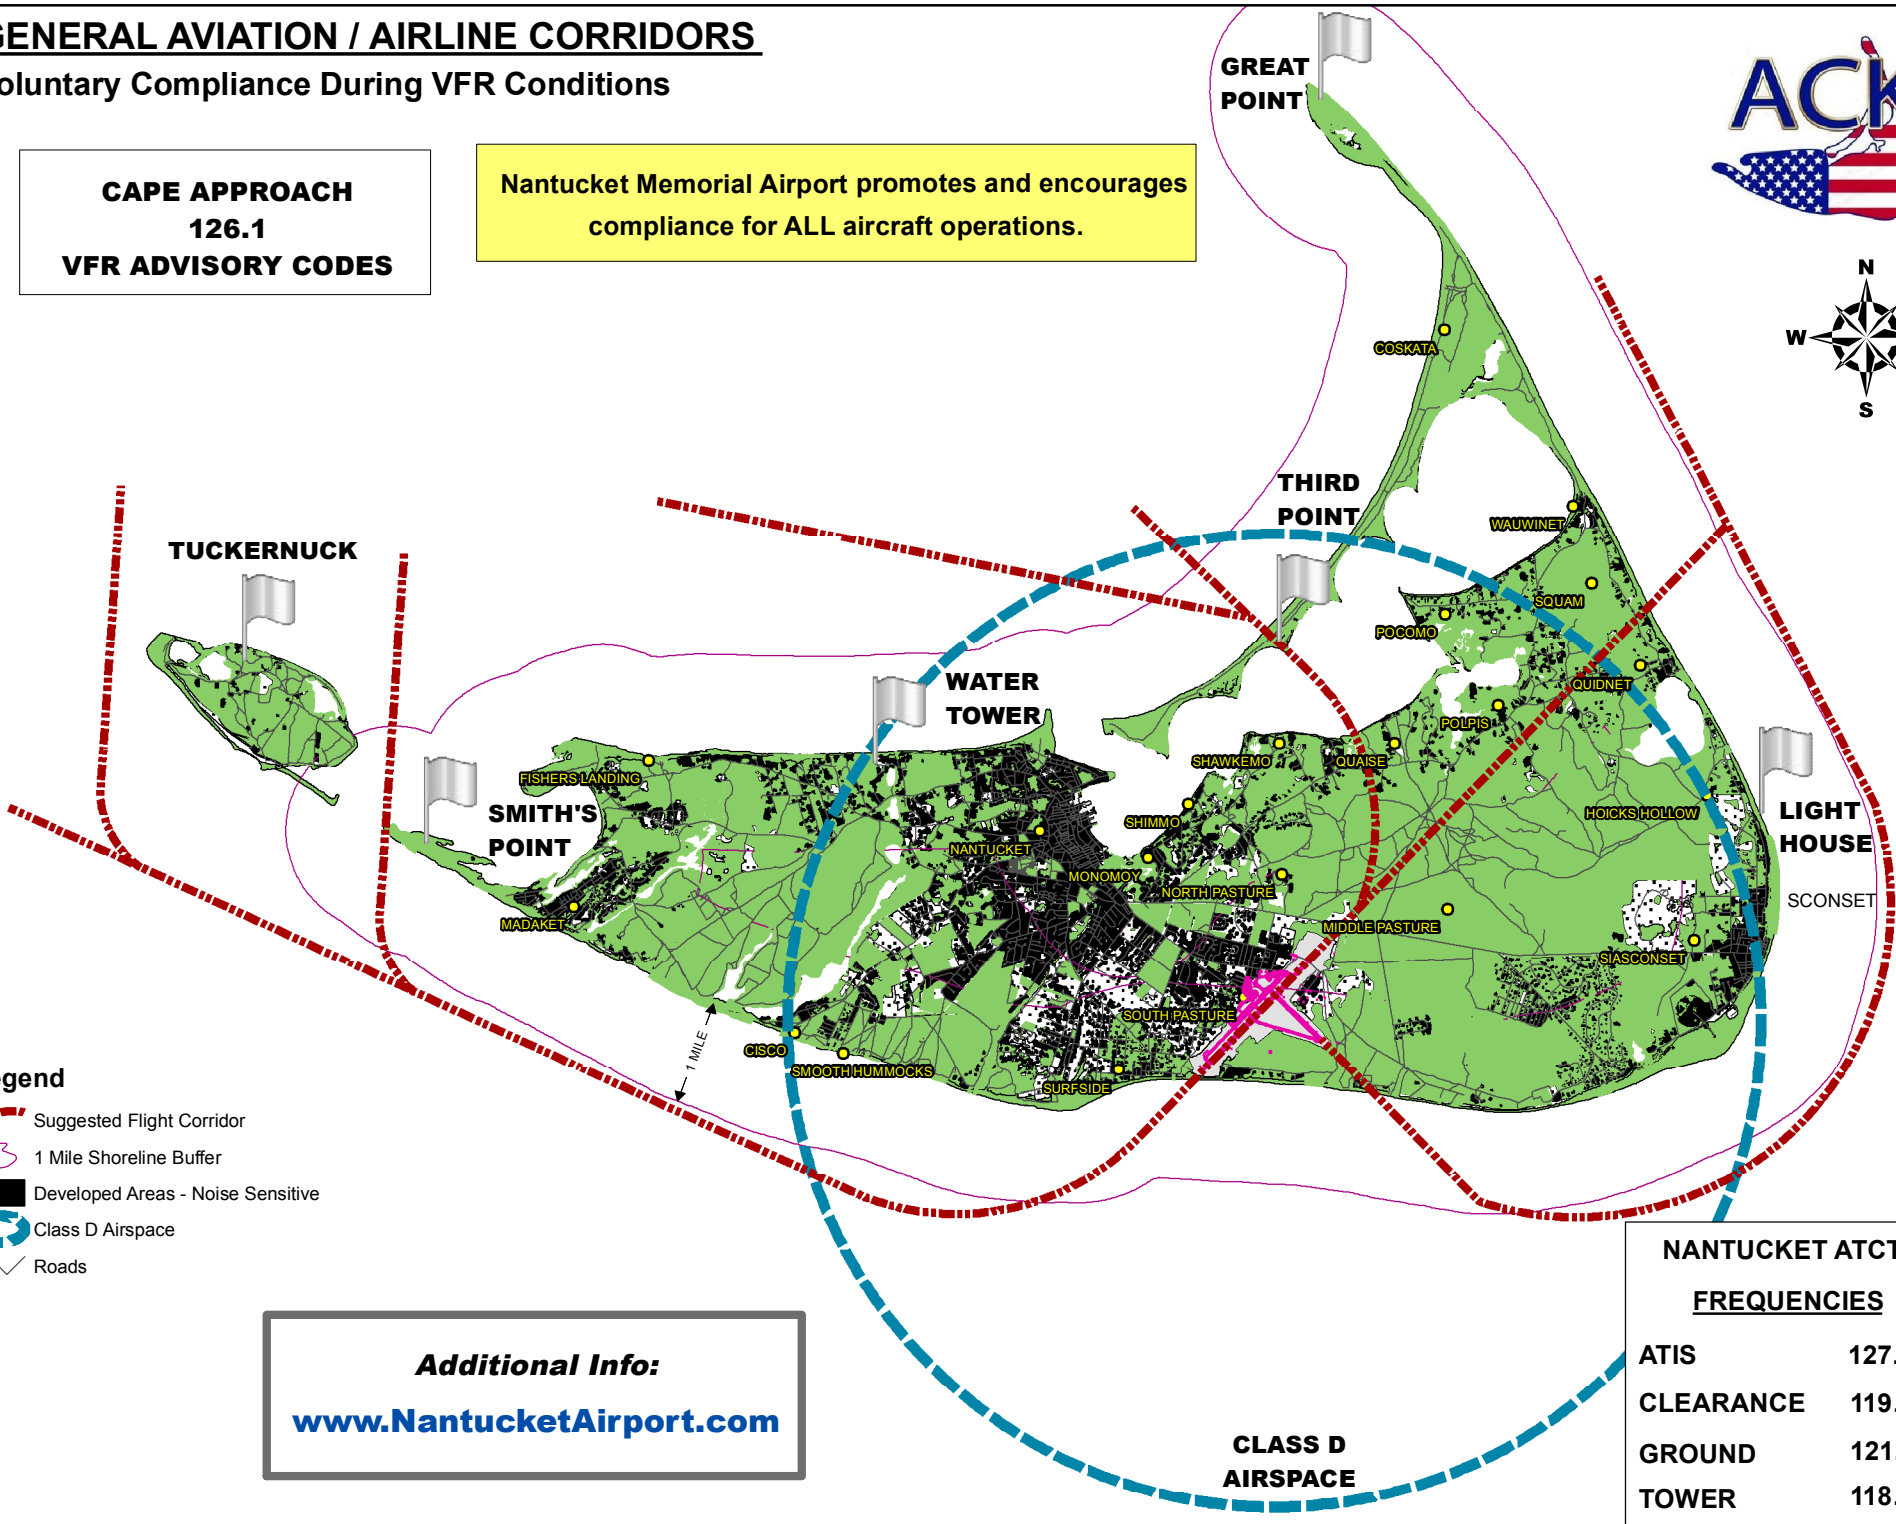 GENERAL AVIATION / AIRLINE CORRIDORS
oluntary Compliance During VFR Conditions
CAPE APPROACH
126.1
VFR ADVISORY CODES
Nantucket Memorial Airport promotes and encourages
compliance for ALL aircraft operations.
GREAT
POINT
ACK
N
W
S
COSKATA
THIRD
POINT
WAUWINET
TUCKERNUCK
SQUAM
POCOMO
QUIDNET
WATER
TOWER
POLPIS
SHAWKEMO
QUAISE
FISHERS LANDING
SMITH'S
POINT
SHIMMO
HOICKS HOLLOW
LIGHT
HOUSE
NANTUCKET
MONOMOY
NORTH PASTURE
SCONSET
MADAKET
MIDDLE PASTURE
SIASCONSET
SOUTH PASTURE
1 MILE
CISCO
SMOOTH HUMMOCKS
SURFSIDE
egend
Suggested Flight Corridor
1 Mile Shoreline Buffer
Developed Areas - Noise Sensitive
Class D Airspace
Roads
Additional Info:
www.NantucketAirport.com
CLASS D
AIRSPACE
NANTUCKET ATCT
FREQUENCIES
ATIS 127.
CLEARANCE 119.
GROUND 121.
TOWER 118.